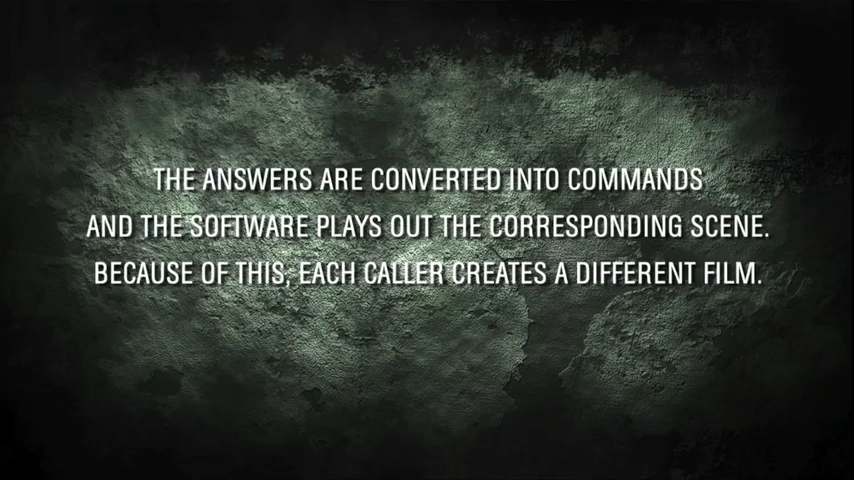 THE ANSWERS ARE CONVERTED INTO COMMANDS
AND THE SOFTWARE PLAYS OUT THE CORRESPONDING SCENE.
BECAUSE OF THIS, EACH CALLER CREATES A DIFFERENT FILM.